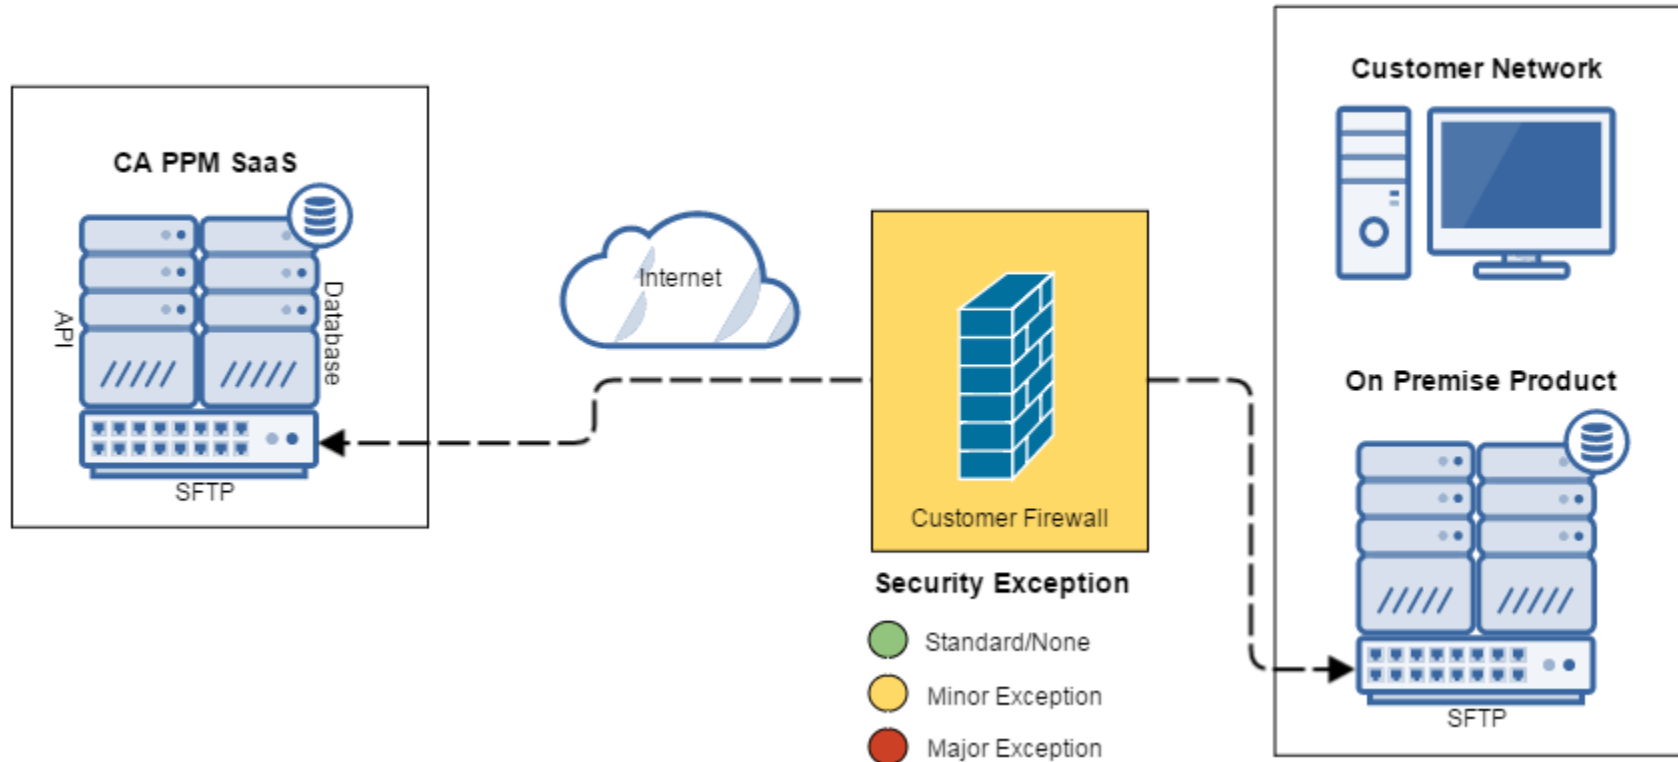 CA PPM SaaS
API
Database
SFTP
Internet
Customer Firewall
Security Exception
Standard/None
Minor Exception
Major Exception
Customer Network
On Premise Product
SFTP